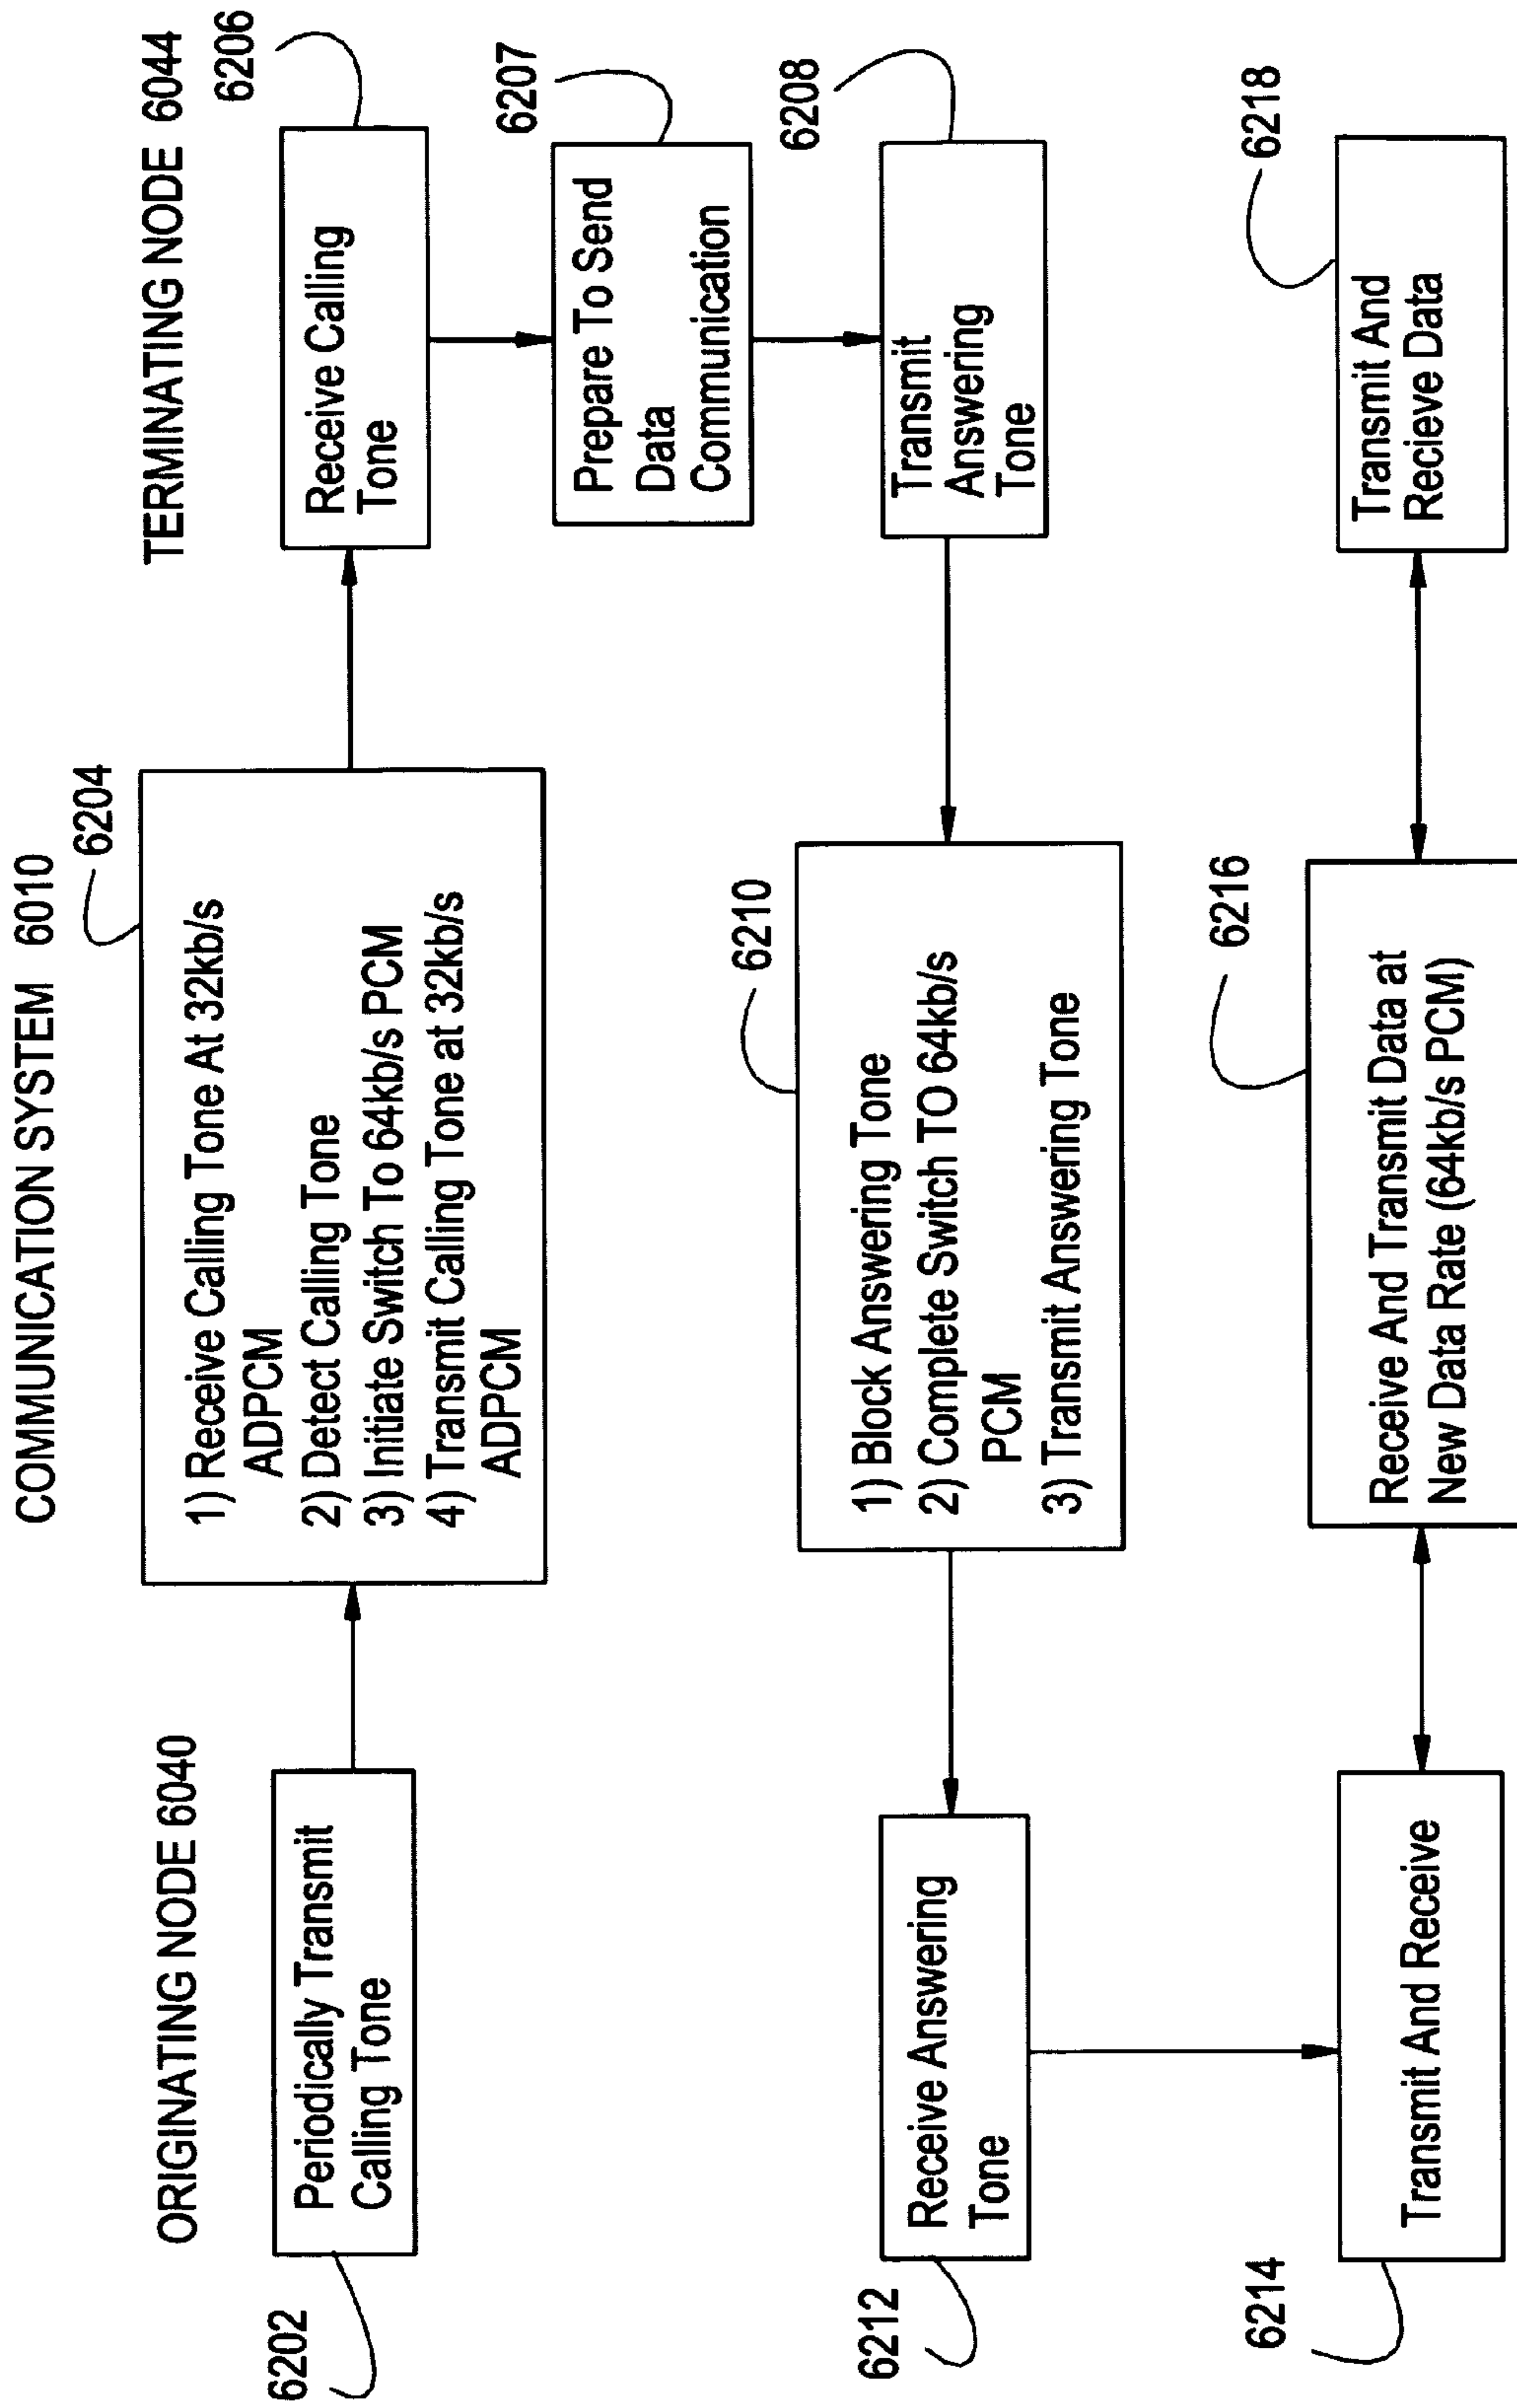 ORIGINATING NODE 6040
COMMUNICATION SYSTEM 6010
TERMINATING NODE 6044
6202
Periodically Transmit
Calling Tone
6204
1) Receive Calling Tone At 32kb/s
ADPCM
2) Detect Calling Tone
3) Initiate Switch To 64kb/s PCM
4) Transmit Calling Tone at 32kb/s
ADPCM
6206
Receive Calling
Tone
6207
Prepare To Send
Data
Communication
6208
Transmit
Answering
Tone
6210
1) Block Answering Tone
2) Complete Switch TO 64kb/s
PCM
3) Transmit Answering Tone
6212
Receive Answering
Tone
6214
Transmit And Receive
6216
Receive And Transmit Data at
New Data Rate (64kb/s PCM)
6218
Transmit And
Recieve Data